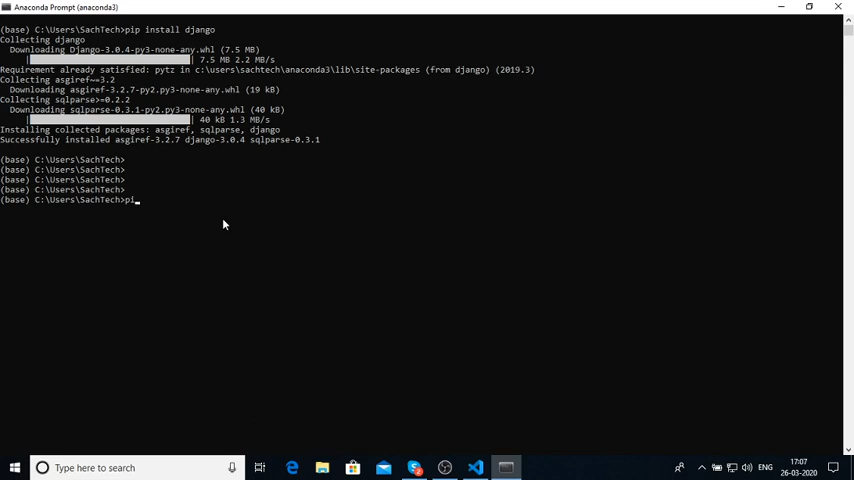 Anaconda Prompt (anaconda3)
(base) C:\Users\SachTech>pip install django
Collecting django
Downloading Django-3.0.4-py3-none-any.whl (7.5 MB)
| | 7.5 MB 2.2 MB/s
Requirement already satisfied: pytz in c:\users\sachtech\anaconda3\lib\site-packages (from django) (2019.3)
Collecting asgiref~=3.2
Downloading asgiref-3.2.7-py2.py3-none-any.whl (19 kB)
Collecting sqlparse>=0.2.2
Downloading sqlparse-0.3.1-py2.py3-none-any.whl (40 kB)
| | 40 kB 1.3 MB/s
Installing collected packages: asgiref, sqlparse, django
Successfully installed asgiref-3.2.7 django-3.0.4 sqlparse-0.3.1
(base) C:\Users\SachTech>
(base) C:\Users\SachTech>
(base) C:\Users\SachTech>
(base) C:\Users\SachTech>
(base) C:\Users\SachTech>pi_
Type here to search
2
ENG
17:07
26-03-2020